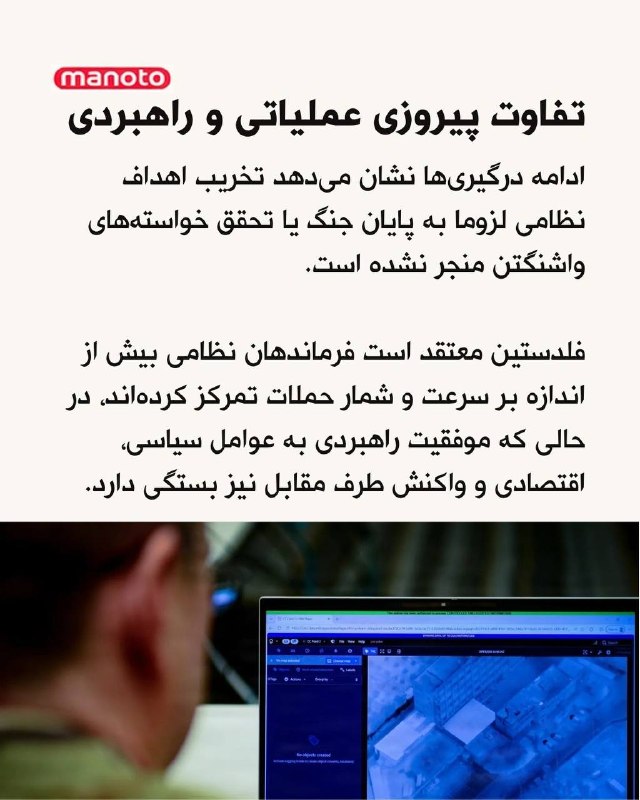 manoto
تفاوت پیروزی عملیاتی و راهبردی
ادامه درگیری‌ها نشان می‌دهد تخریب اهداف
نظامی لزوما به پایان جنگ یا تحقق خواسته‌های
واشنگتن منجر نشده است.
فلدستین معتقد است فرماندهان نظامی بیش از
اندازه بر سرعت و شمار حملات تمرکز کرده‌اند، در
حالی که موفقیت راهبردی به عوامل سیاسی،
اقتصادی و واکنش طرف مقابل نیز بستگی دارد.